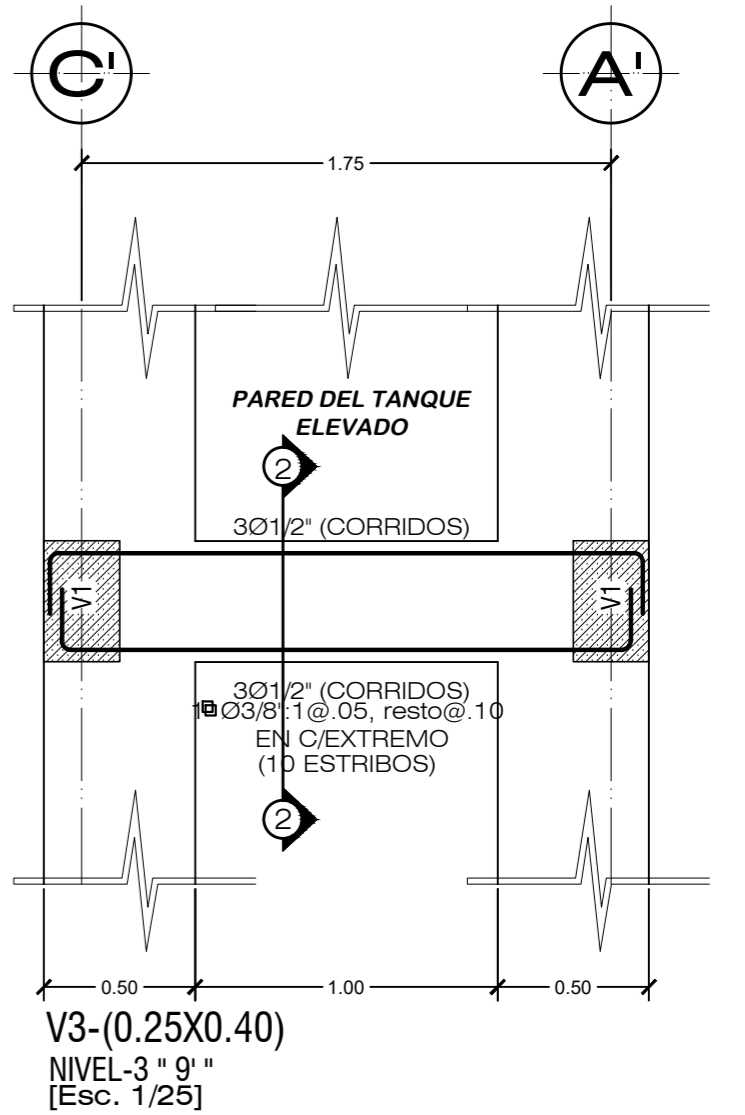 C' A'
1.75
PARED DEL TANQUE
ELEVADO
2
3Ø1/2" (CORRIDOS)
V1 V1
3Ø1/2" (CORRIDOS)
Ø3/8":1@.05, resto@.10
EN C/EXTREMO
(10 ESTRIBOS)
2
0.50 1.00 0.50
V3-(0.25X0.40)
NIVEL-3 " 9' "
[Esc. 1/25]